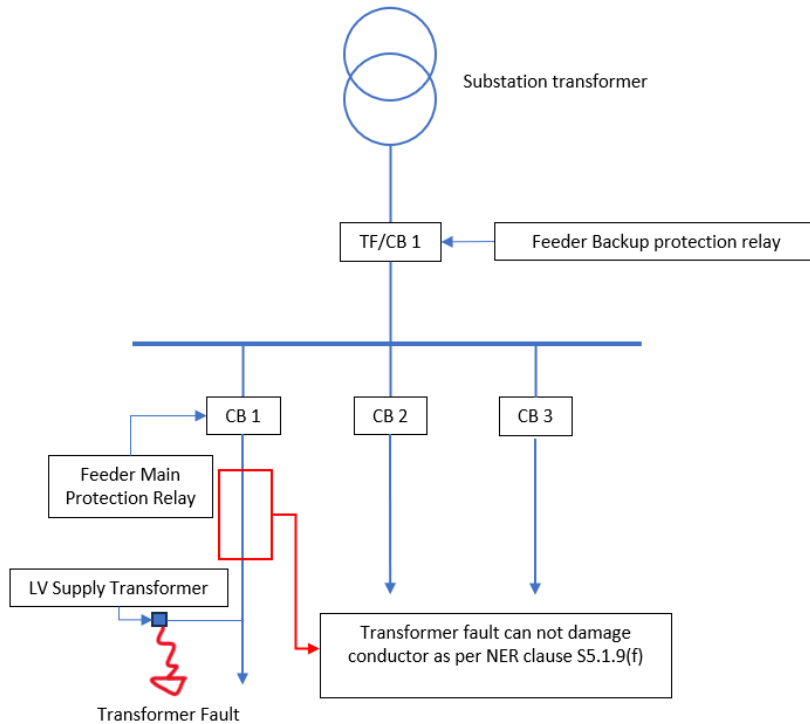 Substation transformer
TF/CB 1
Feeder Backup protection relay
CB 1
CB 2
CB 3
Feeder Main
Protection Relay
LV Supply Transformer
Transformer fault can not damage
conductor as per NER clause S5.1.9(f)
Transformer Fault